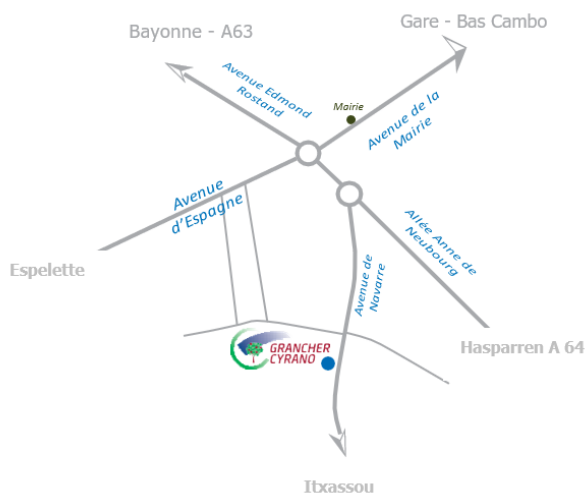 Gare - Bas Cambo
Bayonne - A63
Avenue Edmond
Rostand
Mairie
Avenue de la
Mairie
Avenue
d'Espagne
Allée Anne de
Neubourg
Espelette
Avenue de
Navarre
GRANCHER
CYRANO
Hasparren A 64
Itxassou